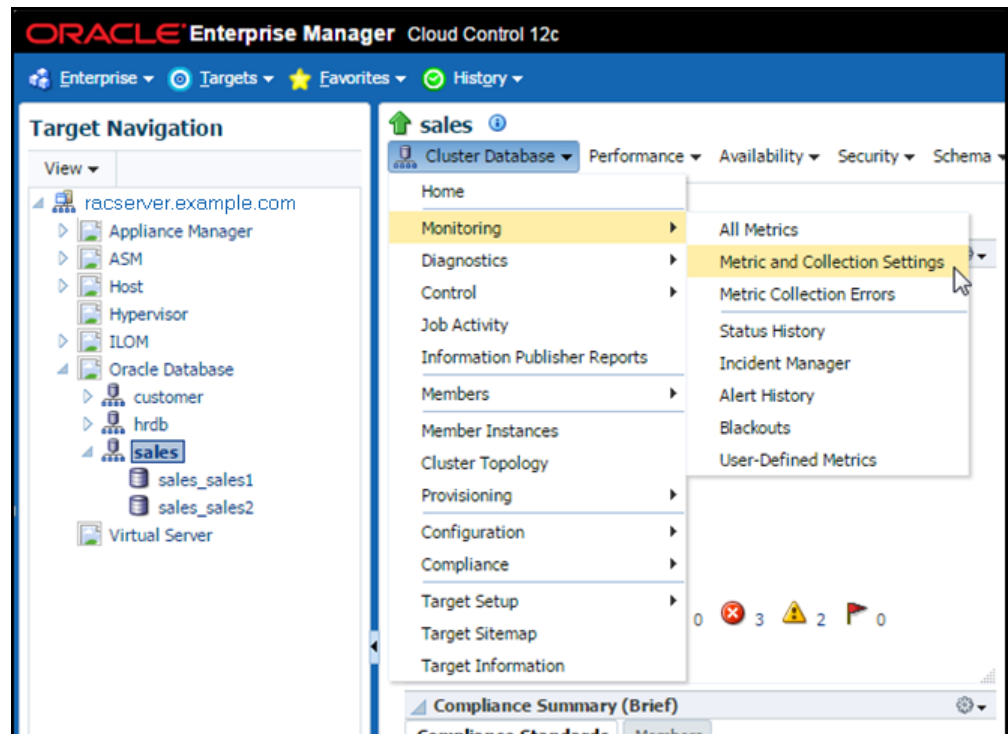 ORACLE Enterprise Manager Cloud Control 12c
Enterprise Targets Favorites History
Target Navigation
View
racserver.example.com
Appliance Manager
ASM
Host
Hypervisor
ILOM
Oracle Database
customer
hrdb
sales
sales_sales1
sales_sales2
Virtual Server
sales
Cluster Database Performance Availability Security Schema
Home
Monitoring
Diagnostics
Control
Job Activity
Information Publisher Reports
Members
Member Instances
Cluster Topology
Provisioning
Configuration
Compliance
Target Setup
Target Sitemap
Target Information
All Metrics
Metric and Collection Settings
Metric Collection Errors
Status History
Incident Manager
Alert History
Blackouts
User-Defined Metrics
0 3 2 0
Compliance Summary (Brief)
Compliance Standards Members